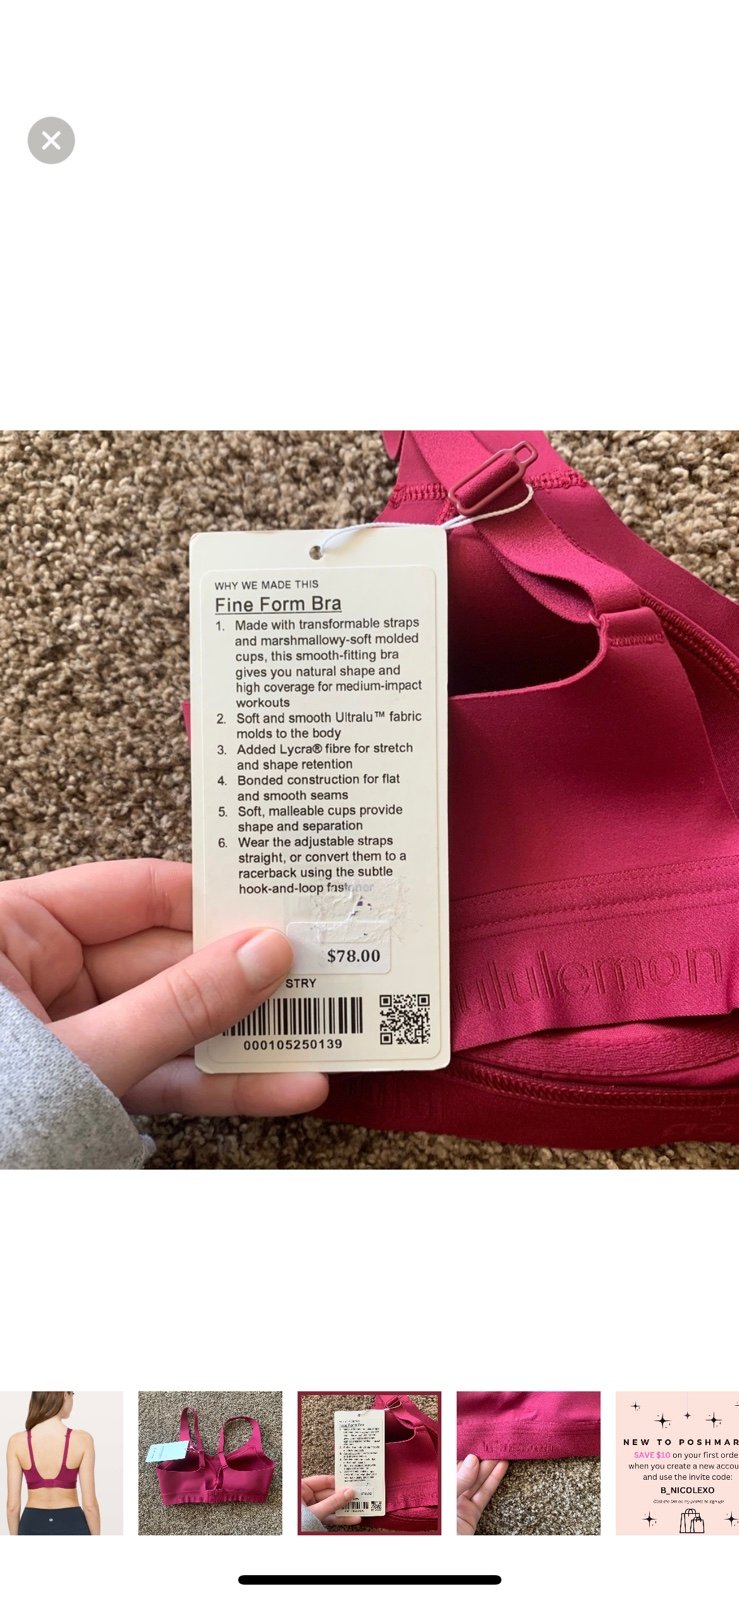 WHY WE MADE THIS
Fine Form Bra
1. Made with transformable straps
and marshmallowy-soft molded
cups, this smooth-fitting bra
gives you natural shape and
high coverage for medium-impact
workouts
2. Soft and smooth Ultralu™ fabric
molds to the body
3. Added Lycra® fibre for stretch
and shape retention
4. Bonded construction for flat
and smooth seams
5. Soft, malleable cups provide
shape and separation
6. Wear the adjustable straps
straight, or convert them to a
racerback using the subtle
hook-and-loop fastener
$78.00
STRY
000105250139
lululemon
NEW TO POSHMAR
SAVE $10 on your first orde
when you create a new accou
and use the invite code:
B_NICOLEXO